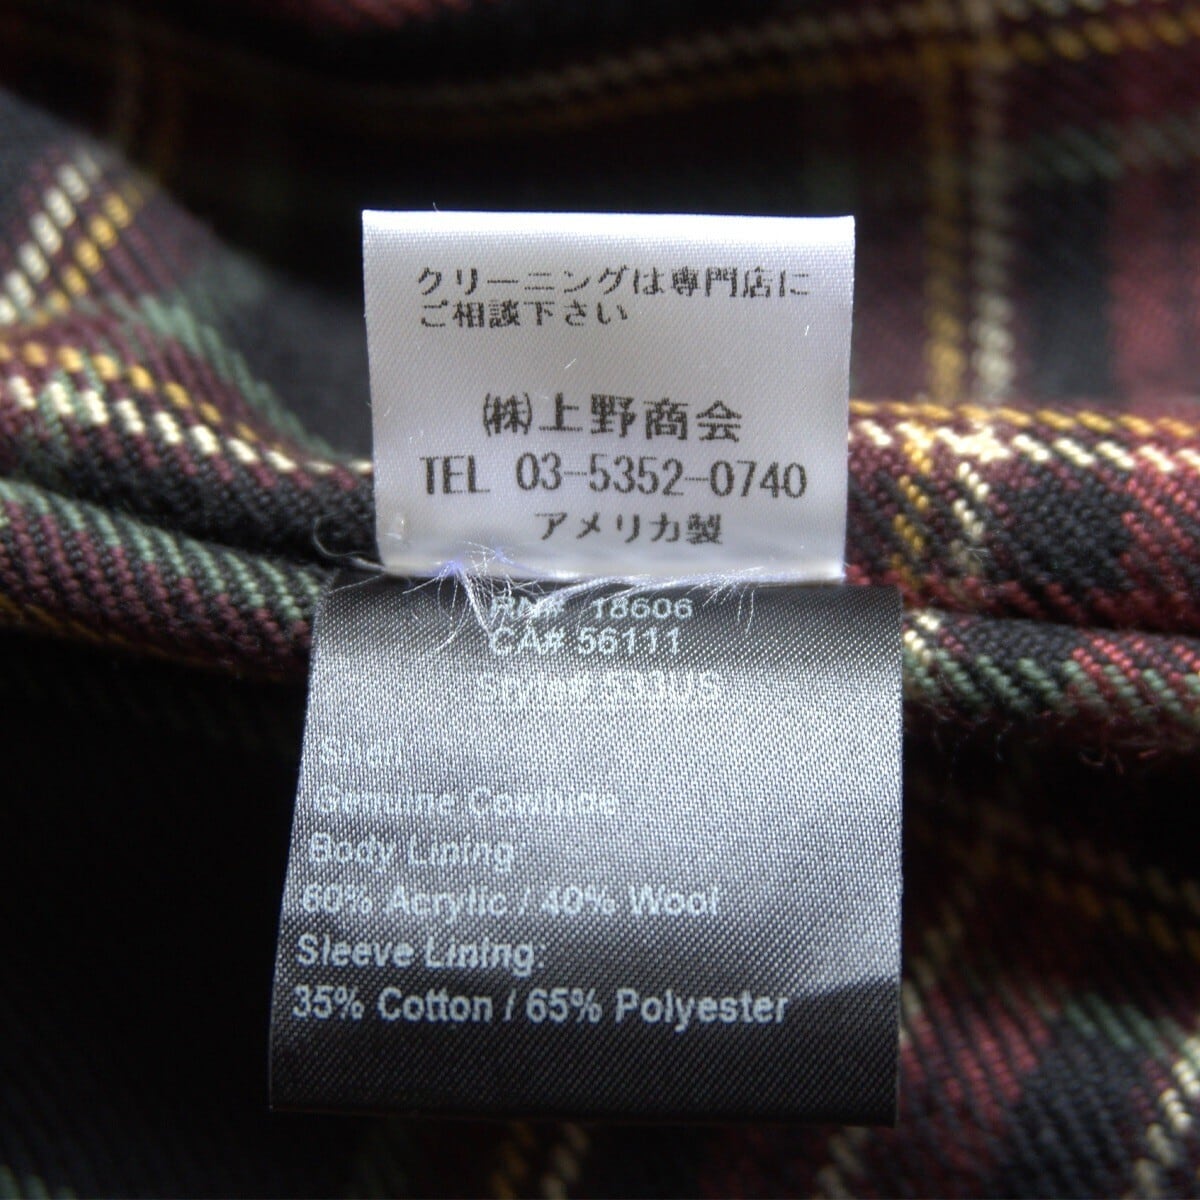 クリーニングは専門店に
ご相談下さい
㈱上野商会
TEL 03-5352-0740
アメリカ製
RN# 18606
CA# 56111
Style# 533US
Shell
Genuine Cowhide
Body Lining
60% Acrylic / 40% Wool
Sleeve Lining:
35% Cotton / 65% Polyester